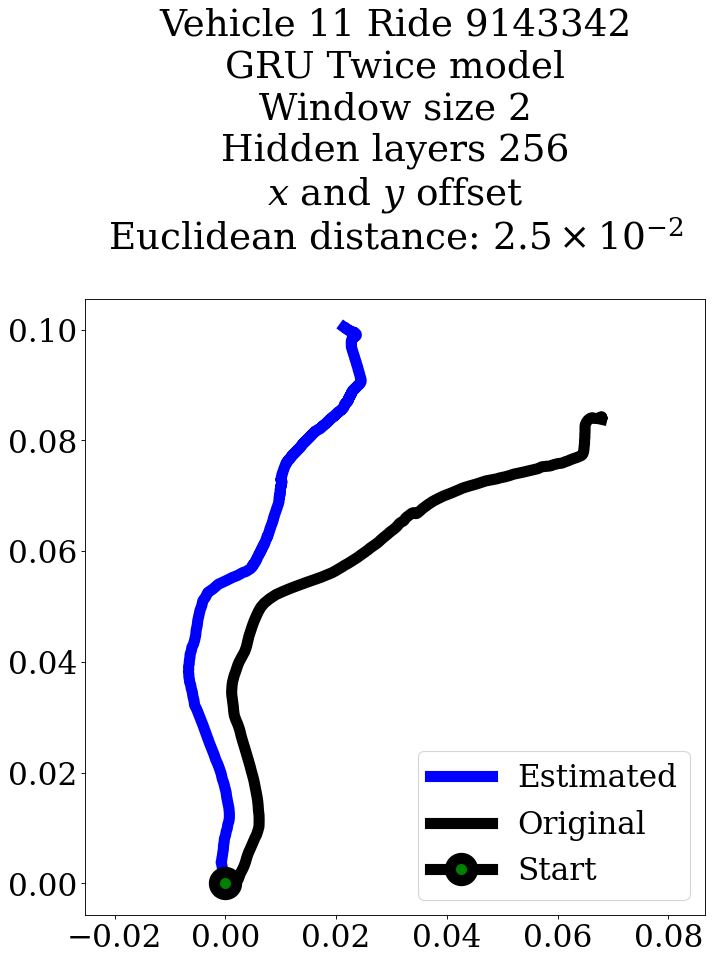 Vehicle 11 Ride 9143342
GRU Twice model
Window size 2
Hidden layers 256
x and y offset
Euclidean distance: 2.5 × 10⁻²
0.10
0.08
0.06
0.04
0.02
0.00
Estimated
Original
Start
−0.02 0.00 0.02 0.04 0.06 0.08